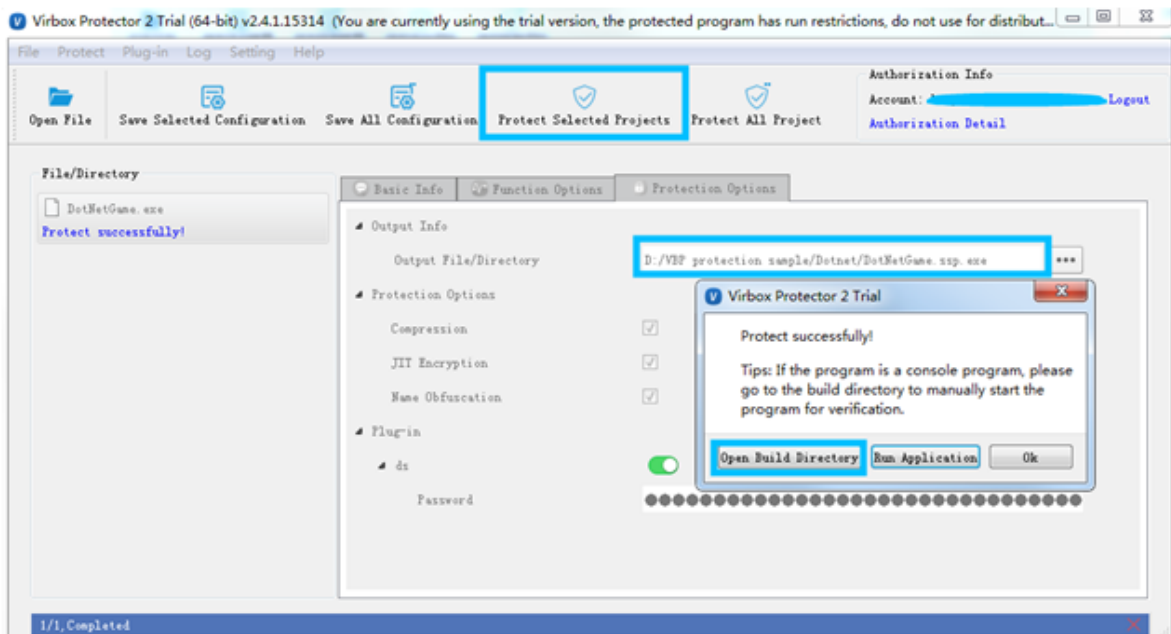 Virbox Protector 2 Trial (64-bit) v2.4.1.15314 (You are currently using the trial version, the protected program has run restrictions, do not use for distribut...
File Protect Plug-in Log Setting Help
Open File Save Selected Configuration Save All Configuration Protect Selected Projects Protect All Project
Authorization Info
Account: Logout
Authorization Detail
File/Directory
DotNetGame.exe
Protect successfully!
Basic Info Function Options Protection Options
Output Info
Output File/Directory D:/VBP protection sample/Dotnet/DotNetGame.ssp.exe ...
Protection Options
Compression
JIT Encryption
Name Obfuscation
Plug-in
ds
Password
Virbox Protector 2 Trial
Protect successfully!
Tips: If the program is a console program, please
go to the build directory to manually start the
program for verification.
Open Build Directory Run Application Ok
1/1,Completed